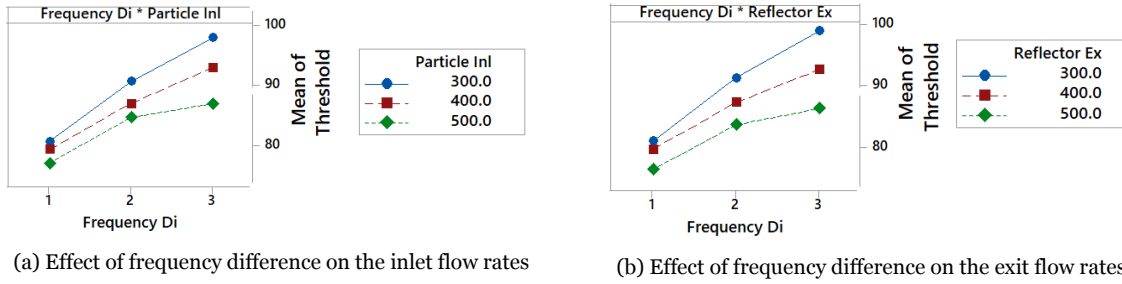 Frequency Di * Particle Inl
100
90
80
Mean of
Threshold
Particle Inl
300.0
400.0
500.0
1 2 3
Frequency Di
(a) Effect of frequency difference on the inlet flow rates
Frequency Di * Reflector Ex
100
90
80
Mean of
Threshold
Reflector Ex
300.0
400.0
500.0
1 2 3
Frequency Di
(b) Effect of frequency difference on the exit flow rates